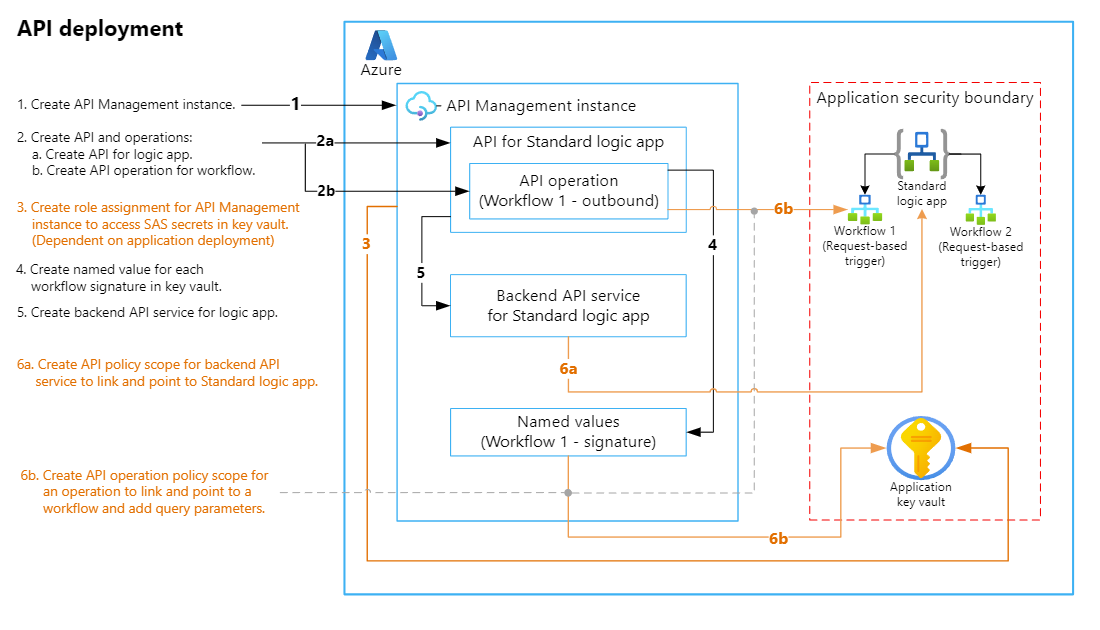 API deployment
1. Create API Management instance.
2. Create API and operations:
a. Create API for logic app.
b. Create API operation for workflow.
3. Create role assignment for API Management
instance to access SAS secrets in key vault.
(Dependent on application deployment)
4. Create named value for each
workflow signature in key vault.
5. Create backend API service for logic app.
6a. Create API policy scope for backend API
service to link and point to Standard logic app.
6b. Create API operation policy scope for
an operation to link and point to a
workflow and add query parameters.
Azure
1
API Management instance
2a
API for Standard logic app
2b
API operation
(Workflow 1 - outbound)
3
4
5
Backend API service
for Standard logic app
6a
Named values
(Workflow 1 - signature)
6b
6b
Application security boundary
Standard
logic app
Workflow 1
(Request-based
trigger)
Workflow 2
(Request-based
trigger)
Application
key vault